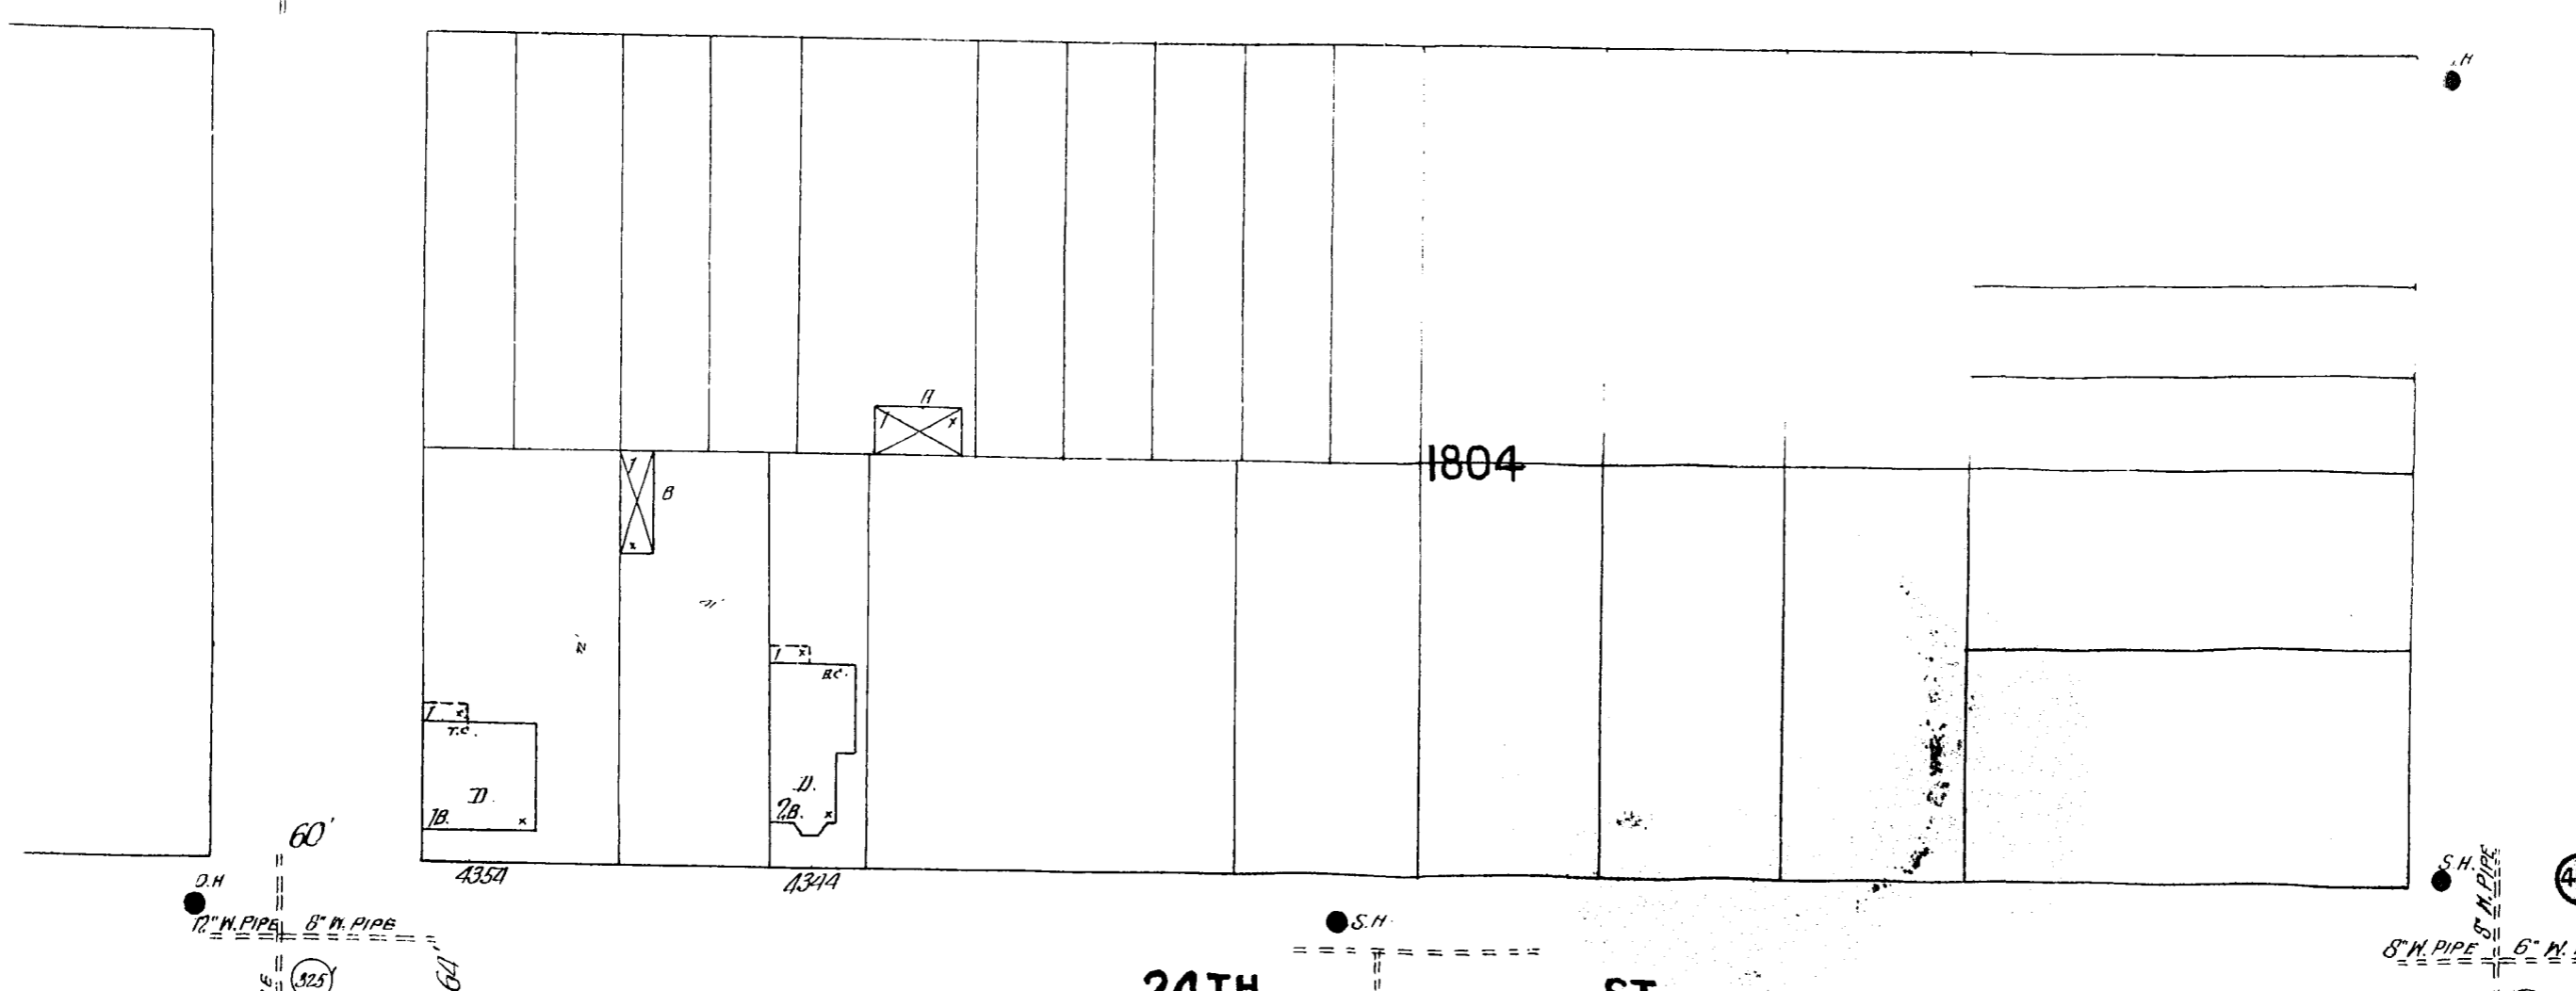 A
1
x
1804
1
B
x
1
x
B.C.
1
x
T.C.
D.
D.
2B.
x
1B.
x
60'
4354
4344
D.H
S.H.
S.H.
12" W. PIPE
8" W. PIPE
8" W. PIPE
8" W. PIPE
6" W.
64'
325'
24TH
ST